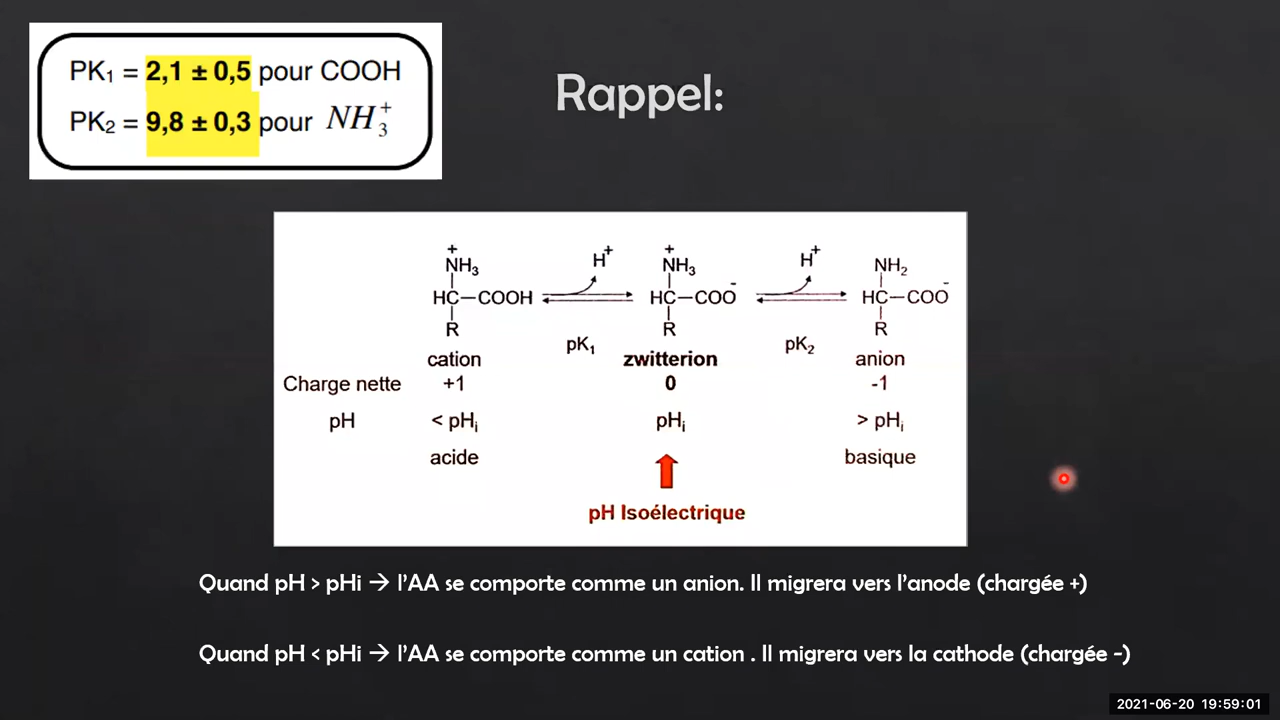 PK₁ = 2,1 ± 0,5 pour COOH
PK₂ = 9,8 ± 0,3 pour NH₃⁺
Rappel:
+ H⁺ + H⁺
NH₃ NH₃ NH₂
HC–COOH HC–COO⁻ HC–COO⁻
R R R
pK₁ pK₂
cation zwitterion anion
Charge nette +1 0 -1
pH < pHᵢ pHᵢ > pHᵢ
acide basique
pH Isoélectrique
Quand pH > pHi → l'AA se comporte comme un anion. Il migrera vers l'anode (chargée +)
Quand pH < pHi → l'AA se comporte comme un cation . Il migrera vers la cathode (chargée -)
2021-06-20 19:59:01